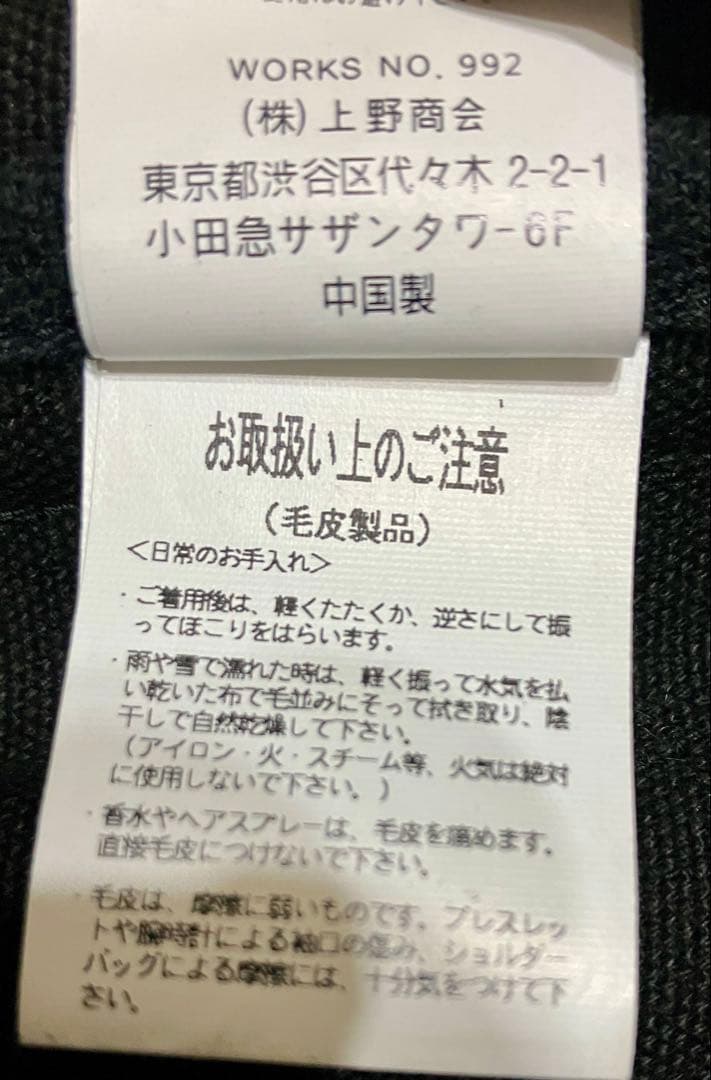 WORKS NO. 992
(株)上野商会
東京都渋谷区代々木 2-2-1
小田急サザンタワー6F
中国製
お取扱い上のご注意
(毛皮製品)
<日常のお手入れ>
・ご着用後は、軽くたたくか、逆さにして振
ってほこりをはらいます。
・雨や雪で濡れた時は、軽く振って水気を払
い乾いた布で毛並みにそって拭き取り、陰
干しで自然乾燥して下さい。
(アイロン・火・スチーム等、火気は絶対
に使用しないで下さい。)
・香水やヘアスプレーは、毛皮を痛めます。
直接毛皮につけないで下さい。
・毛皮は、摩擦に弱いものです。ブレスレッ
トや腕時計による袖口の傷み、ショルダー
バッグによる摩擦には、十分気をつけて下
さい。